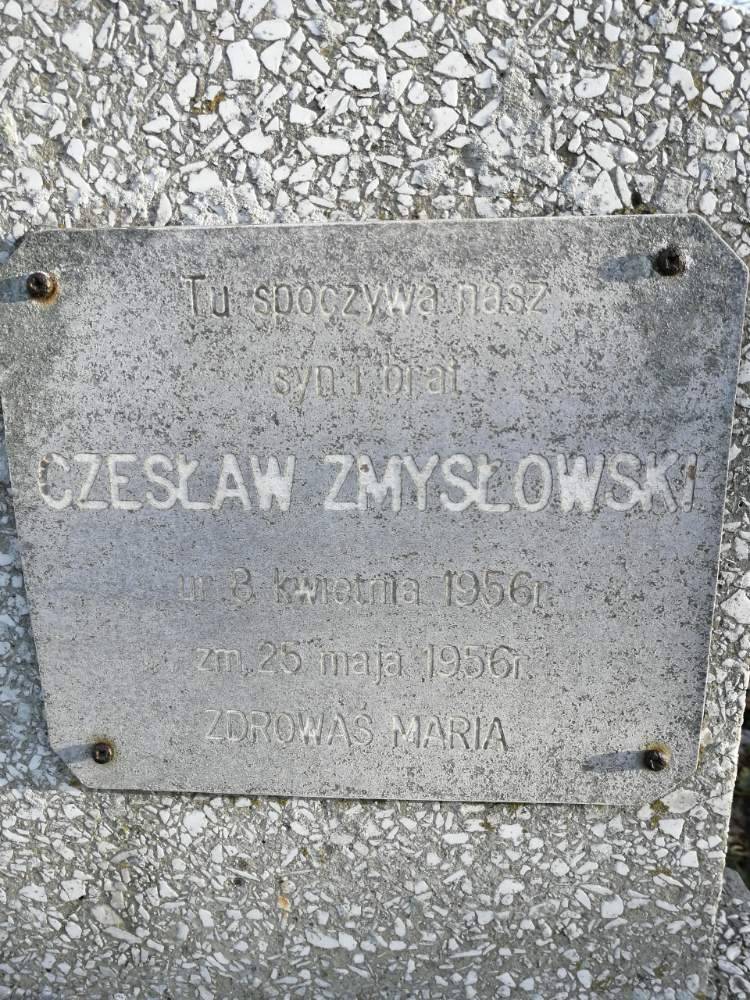 Tu spoczywa nasz
syn i brat
CZESŁAW ZMYSŁOWSKI
ur 8 kwietnia 1956r.
zm. 25 maja 1956r.
ZDROWAŚ MARIA